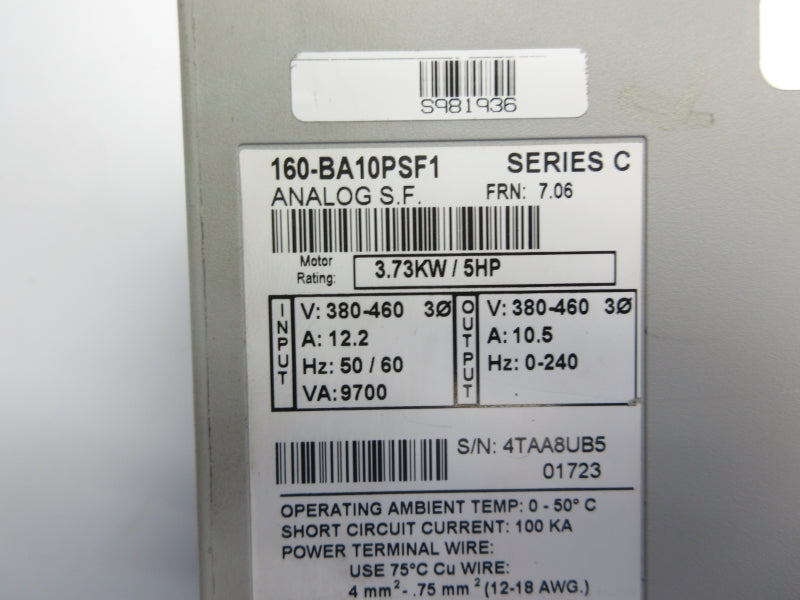 S981936
160-BA10PSF1 SERIES C
ANALOG S.F. FRN: 7.06
Motor Rating: 3.73KW / 5HP
INPUT
V: 380-460 3Ø
A: 12.2
Hz: 50 / 60
VA: 9700
OUTPUT
V: 380-460 3Ø
A: 10.5
Hz: 0-240
S/N: 4TAA8UB5
01723
OPERATING AMBIENT TEMP: 0 - 50° C
SHORT CIRCUIT CURRENT: 100 KA
POWER TERMINAL WIRE:
USE 75°C Cu WIRE:
4 mm² - .75 mm² (12-18 AWG.)